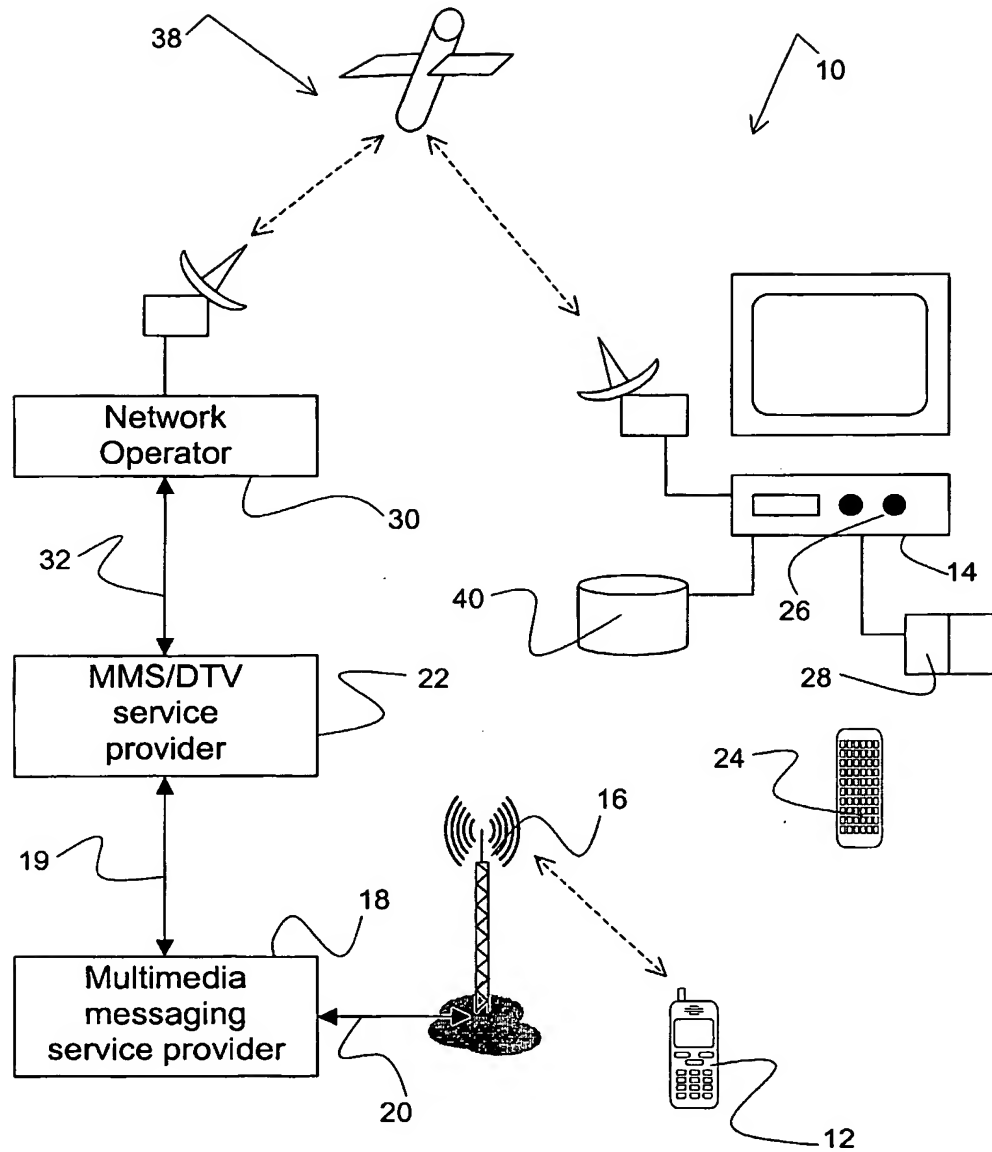 38
10
Network
Operator
30
32
14
26
40
28
MMS/DTV
service
provider
22
24
16
19
18
Multimedia
messaging
service provider
20
12